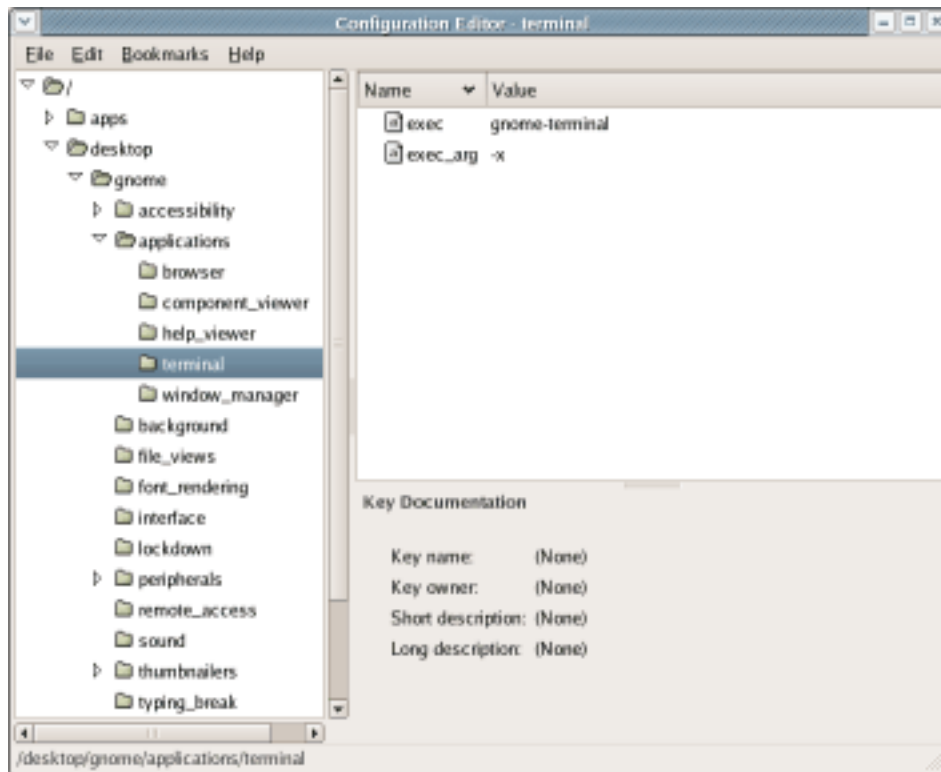 Configuration Editor - terminal
File Edit Bookmarks Help
/
apps
desktop
gnome
accessibility
applications
browser
component_viewer
help_viewer
terminal
window_manager
background
file_views
font_rendering
interface
lockdown
peripherals
remote_access
sound
thumbnailers
typing_break
Name Value
exec gnome-terminal
exec_arg -x
Key Documentation
Key name: (None)
Key owner: (None)
Short description: (None)
Long description: (None)
/desktop/gnome/applications/terminal